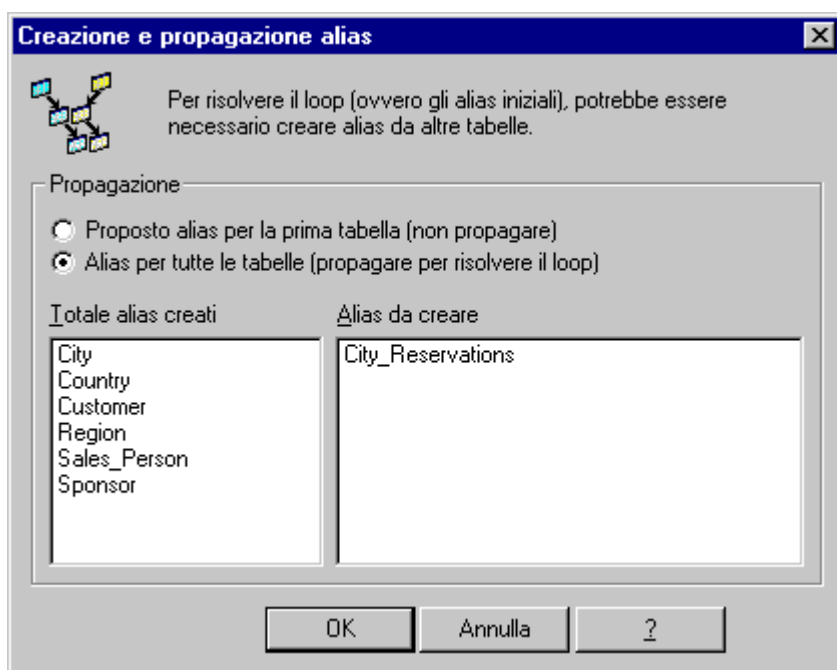 Creazione e propagazione alias
Per risolvere il loop (ovvero gli alias iniziali), potrebbe essere
necessario creare alias da altre tabelle.
Propagazione
Proposto alias per la prima tabella (non propagare)
Alias per tutte le tabelle (propagare per risolvere il loop)
Totale alias creati
Alias da creare
City
Country
Customer
Region
Sales_Person
Sponsor
City_Reservations
OK
Annulla
?